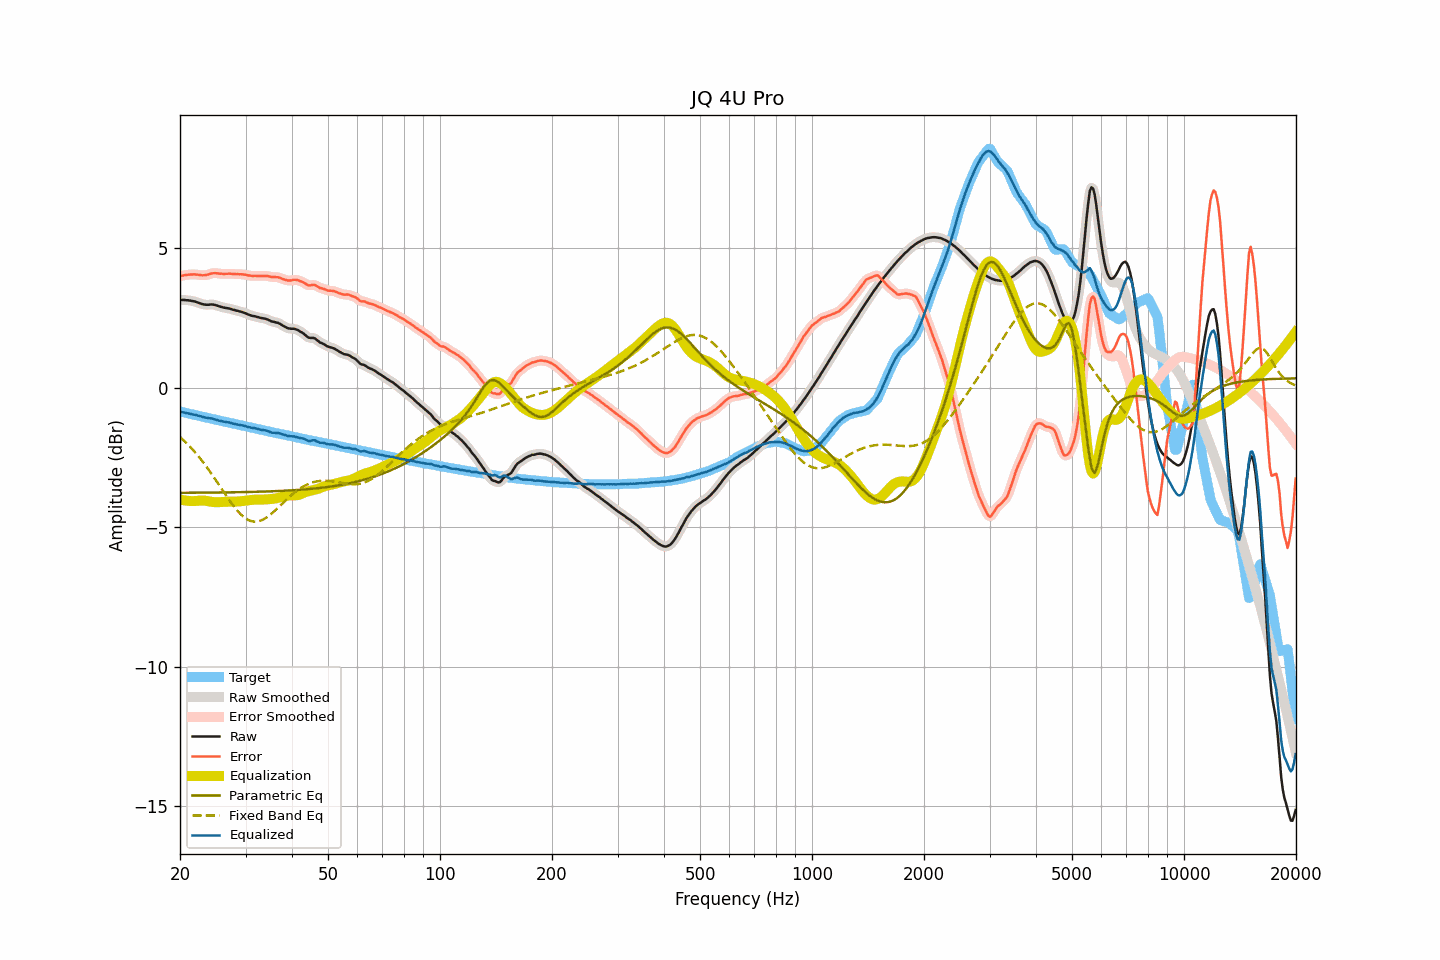 JQ 4U Pro
Amplitude (dBr)
5
0
−5
−10
−15
Target
Raw Smoothed
Error Smoothed
Raw
Error
Equalization
Parametric Eq
Fixed Band Eq
Equalized
20 50 100 200 500 1000 2000 5000 10000 20000
Frequency (Hz)